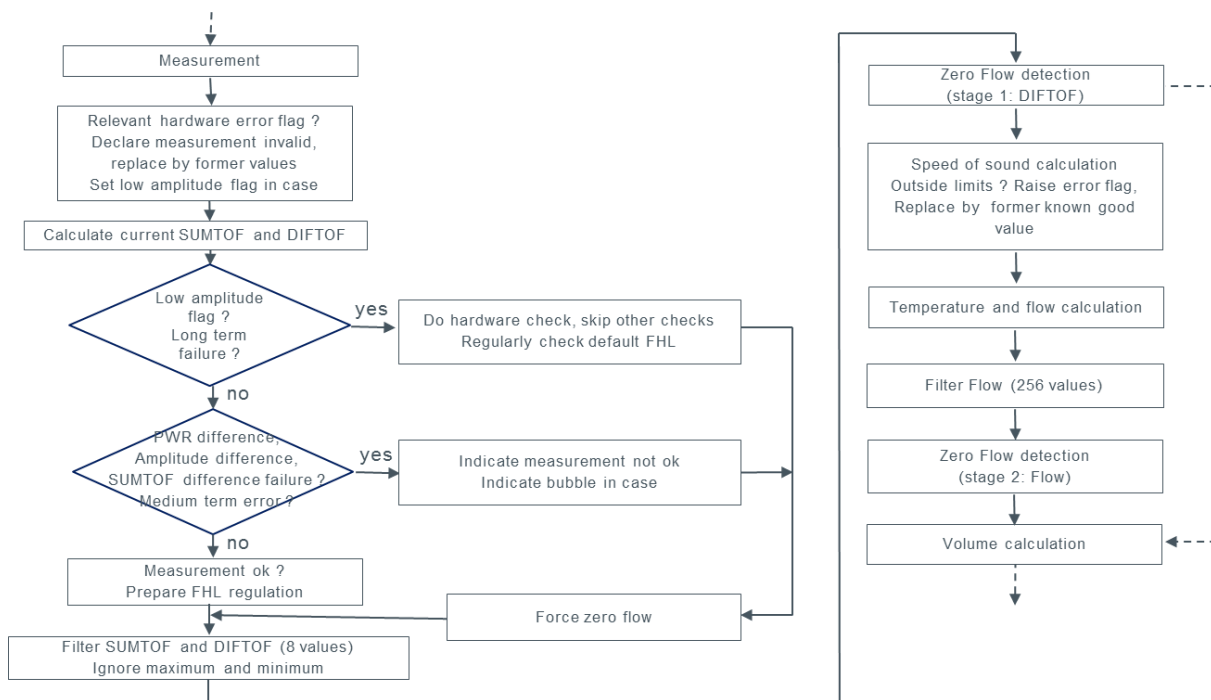 Measurement
Relevant hardware error flag ?
Declare measurement invalid,
replace by former values
Set low amplitude flag in case
Calculate current SUMTOF and DIFTOF
Low amplitude
flag ?
Long term
failure ?
yes
Do hardware check, skip other checks
Regularly check default FHL
no
PWR difference,
Amplitude difference,
SUMTOF difference failure ?
Medium term error ?
yes
Indicate measurement not ok
Indicate bubble in case
no
Measurement ok ?
Prepare FHL regulation
Force zero flow
Filter SUMTOF and DIFTOF (8 values)
Ignore maximum and minimum
Zero Flow detection
(stage 1: DIFTOF)
Speed of sound calculation
Outside limits ? Raise error flag,
Replace by former known good
value
Temperature and flow calculation
Filter Flow (256 values)
Zero Flow detection
(stage 2: Flow)
Volume calculation